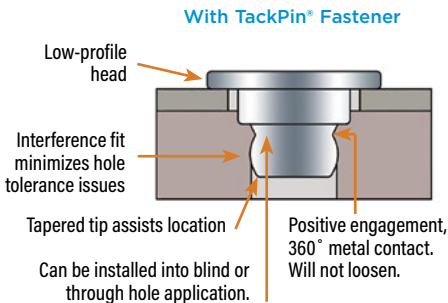 With TackPin® Fastener
Low-profile
head
Interference fit
minimizes hole
tolerance issues
Tapered tip assists location
Can be installed into blind or
through hole application.
Positive engagement,
360˚ metal contact.
Will not loosen.